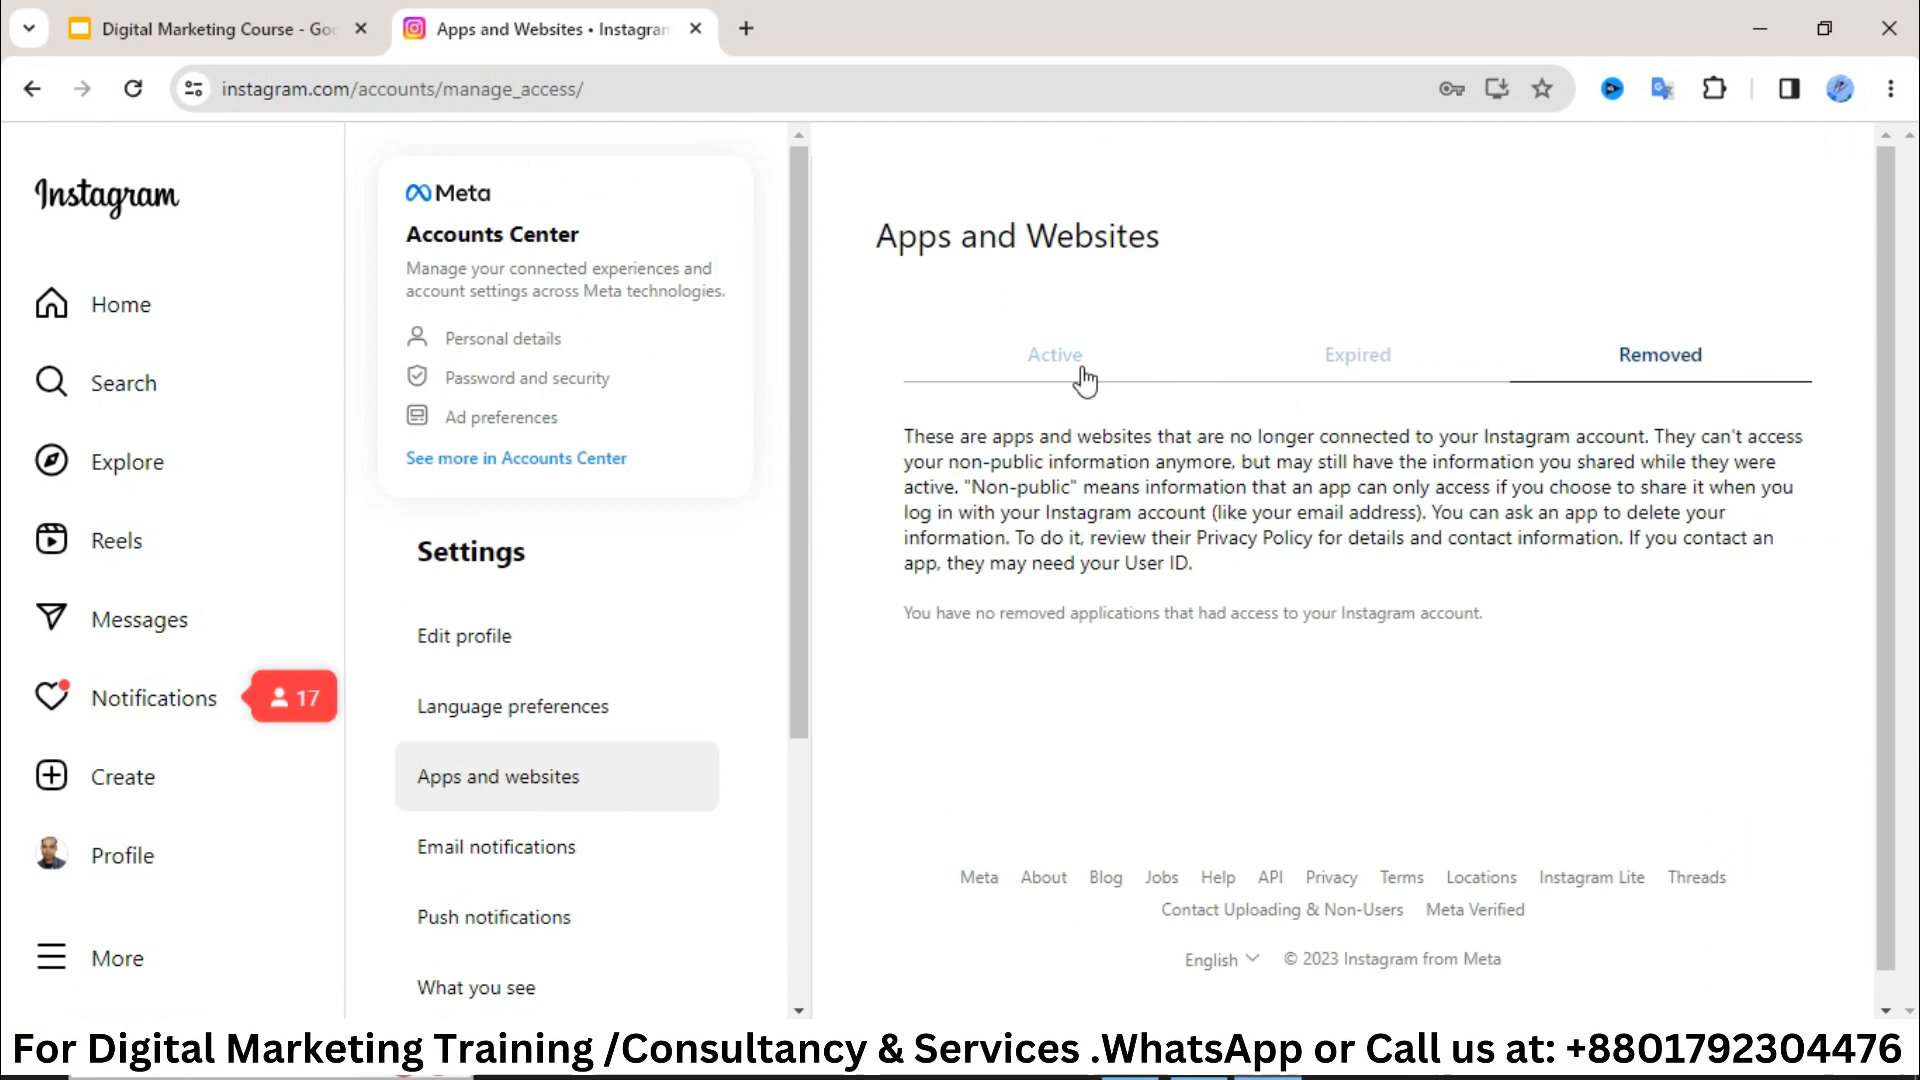 Digital Marketing Course - Goo
Apps and Websites • Instagram
instagram.com/accounts/manage_access/
Instagram
Home
Search
Explore
Reels
Messages
Notifications
17
Create
Profile
More
Meta
Accounts Center
Manage your connected experiences and
account settings across Meta technologies.
Personal details
Password and security
Ad preferences
See more in Accounts Center
Settings
Edit profile
Language preferences
Apps and websites
Email notifications
Push notifications
What you see
Apps and Websites
Active Expired Removed
These are apps and websites that are no longer connected to your Instagram account. They can't access
your non-public information anymore, but may still have the information you shared while they were
active. "Non-public" means information that an app can only access if you choose to share it when you
log in with your Instagram account (like your email address). You can ask an app to delete your
information. To do it, review their Privacy Policy for details and contact information. If you contact an
app, they may need your User ID.
You have no removed applications that had access to your Instagram account.
Meta About Blog Jobs Help API Privacy Terms Locations Instagram Lite Threads
Contact Uploading & Non-Users Meta Verified
English © 2023 Instagram from Meta
For Digital Marketing Training /Consultancy & Services .WhatsApp or Call us at: +8801792304476